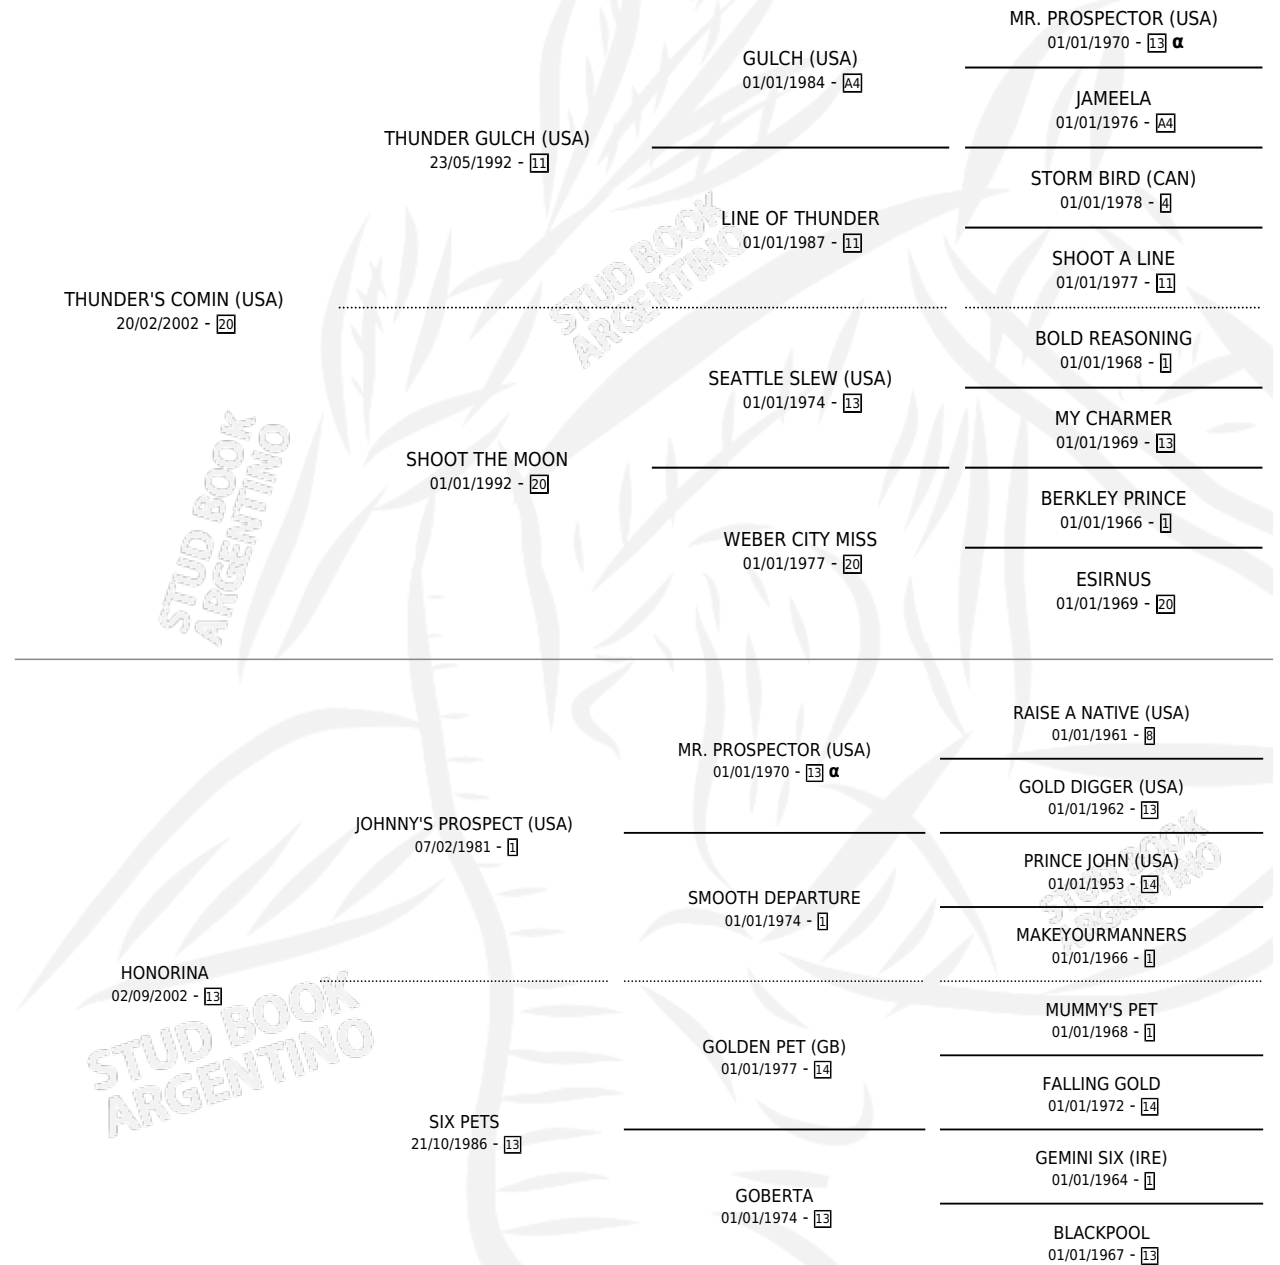 MR. PROSPECTOR (USA)
01/01/1970 - 13 α
GULCH (USA)
01/01/1984 - A4
JAMEELA
01/01/1976 - A4
THUNDER GULCH (USA)
23/05/1992 - 11
STORM BIRD (CAN)
01/01/1978 - 4
LINE OF THUNDER
01/01/1987 - 11
SHOOT A LINE
01/01/1977 - 11
THUNDER'S COMIN (USA)
20/02/2002 - 20
BOLD REASONING
01/01/1968 - 1
SEATTLE SLEW (USA)
01/01/1974 - 13
MY CHARMER
01/01/1969 - 13
SHOOT THE MOON
01/01/1992 - 20
BERKLEY PRINCE
01/01/1966 - 1
WEBER CITY MISS
01/01/1977 - 20
ESIRNUS
01/01/1969 - 20
RAISE A NATIVE (USA)
01/01/1961 - 8
MR. PROSPECTOR (USA)
01/01/1970 - 13 α
GOLD DIGGER (USA)
01/01/1962 - 13
JOHNNY'S PROSPECT (USA)
07/02/1981 - 1
PRINCE JOHN (USA)
01/01/1953 - 14
SMOOTH DEPARTURE
01/01/1974 - 1
MAKEYOURMANNERS
01/01/1966 - 1
HONORINA
02/09/2002 - 13
MUMMY'S PET
01/01/1968 - 1
GOLDEN PET (GB)
01/01/1977 - 14
FALLING GOLD
01/01/1972 - 14
SIX PETS
21/10/1986 - 13
GEMINI SIX (IRE)
01/01/1964 - 1
GOBERTA
01/01/1974 - 13
BLACKPOOL
01/01/1967 - 13
STUD BOOK
ARGENTINO
STUD BOOK
ARGENTINO
STUD BOOK
ARGENTINO
STUD BOOK
ARGENTINO